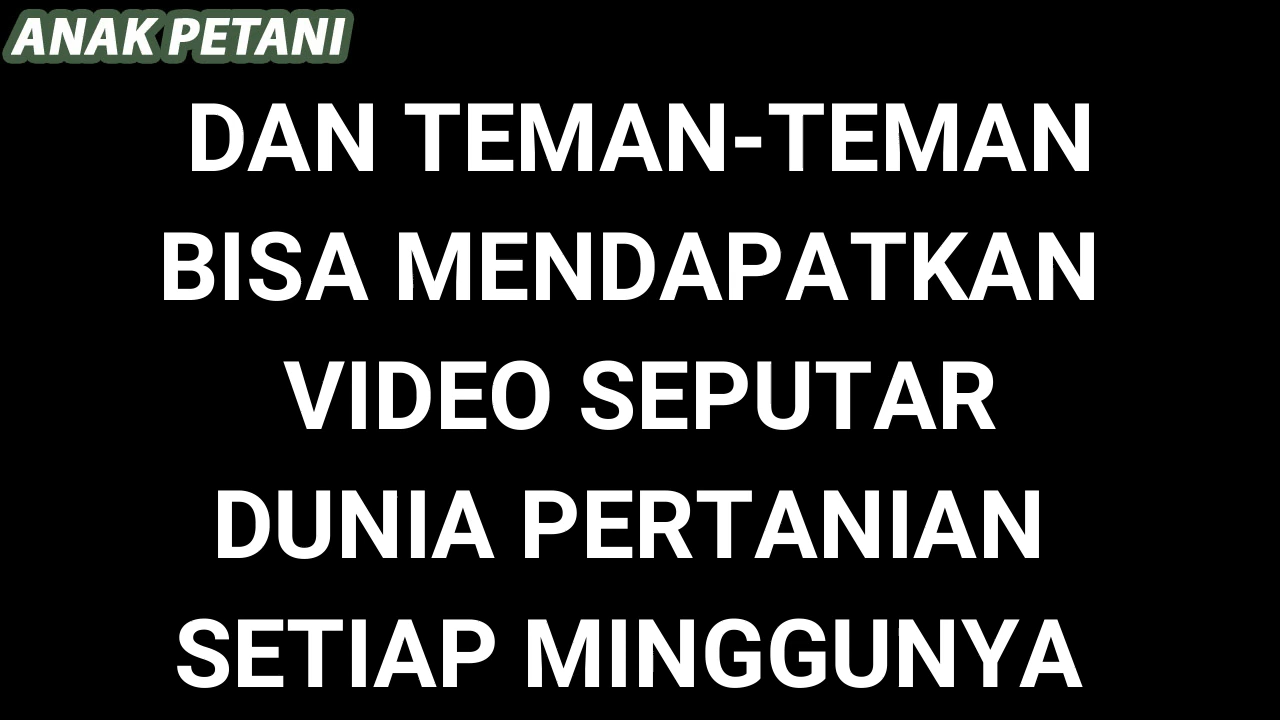 ANAK PETANI
DAN TEMAN-TEMAN
BISA MENDAPATKAN
VIDEO SEPUTAR
DUNIA PERTANIAN
SETIAP MINGGUNYA